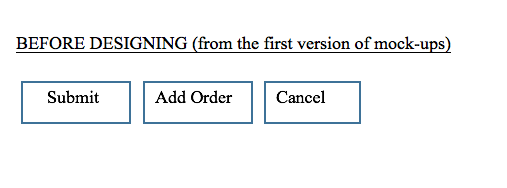 BEFORE DESIGNING (from the first version of mock-ups)
Submit Add Order Cancel